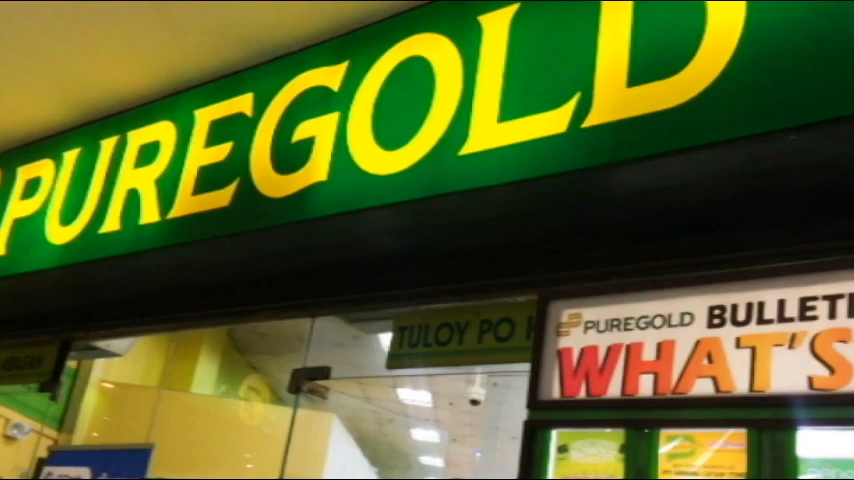 PUREGOLD
TULOY PO K
PUREGOLD BULLETI
WHAT'S